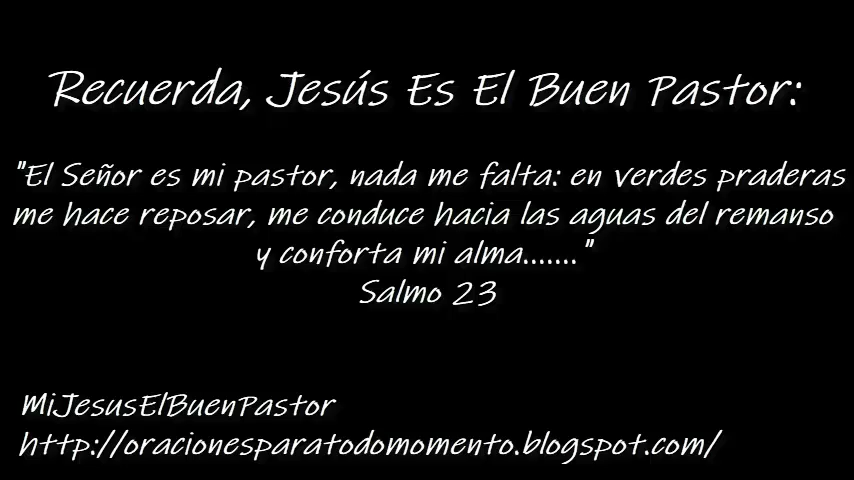 Recuerda, Jesús Es El Buen Pastor:
"El Señor es mi pastor, nada me falta: en verdes praderas
me hace reposar, me conduce hacia las aguas del remanso
y conforta mi alma......."
Salmo 23
MiJesusElBuenPastor
http://oracionesparatodomomento.blogspot.com/